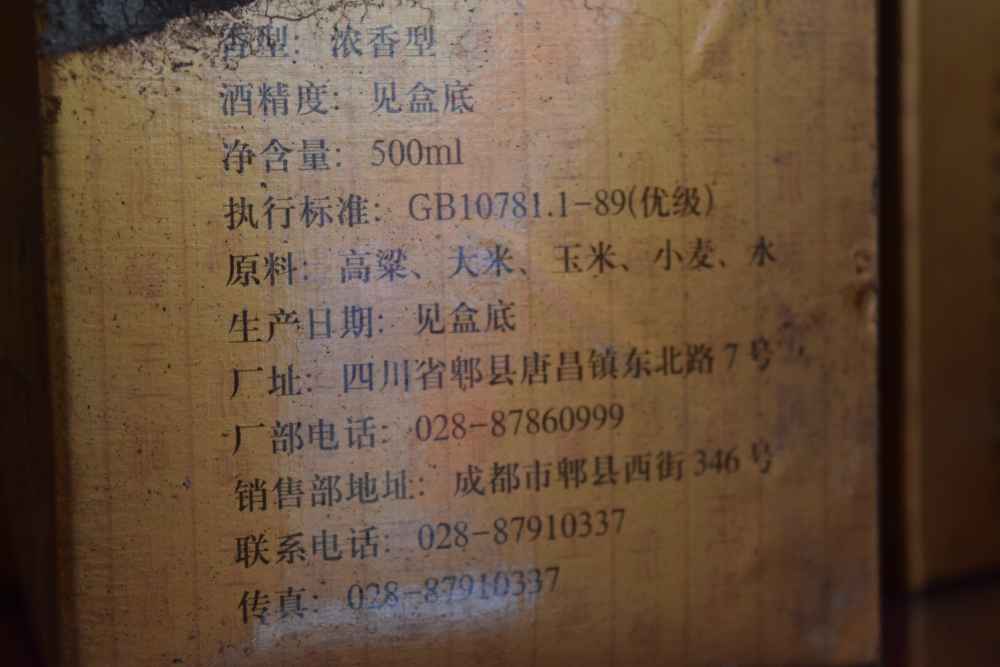 香型：浓香型
酒精度：见盒底
净含量：500ml
执行标准：GB10781.1-89(优级)
原料：高粱、大米、玉米、小麦、水
生产日期：见盒底
厂址：四川省郫县唐昌镇东北路7号
厂部电话：028-87860999
销售部地址：成都市郫县西街346号
联系电话：028-87910337
传真：028-87910337